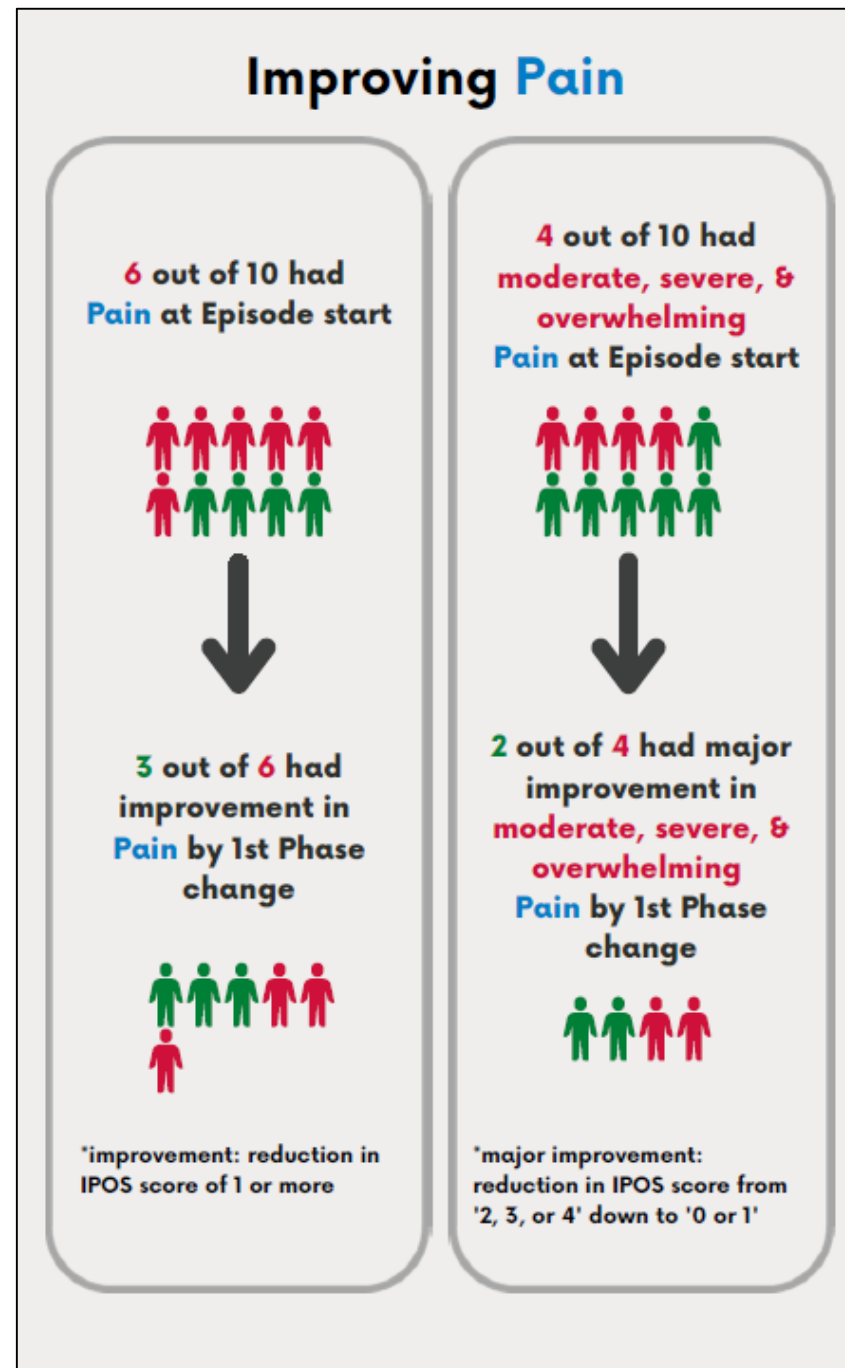 Improving Pain
6 out of 10 had
Pain at Episode start
3 out of 6 had
improvement in
Pain by 1st Phase
change
*improvement: reduction in
IPOS score of 1 or more
4 out of 10 had
moderate, severe, &
overwhelming
Pain at Episode start
2 out of 4 had major
improvement in
moderate, severe, &
overwhelming
Pain by 1st Phase
change
*major improvement:
reduction in IPOS score from
'2, 3, or 4' down to '0 or 1'